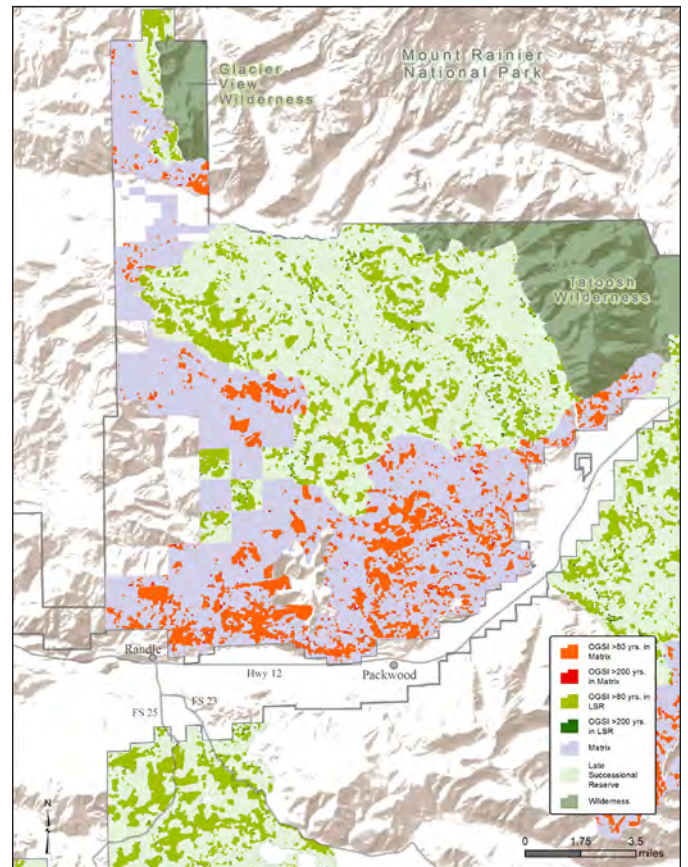 Mount Rainier
National Park
Glacier
View
Wilderness
Tatoosh
Wilderness
Randle
Hwy 12
Packwood
FS 25
FS 23
OGSI >80 yrs. in
Matrix
OGSI >200 yrs.
in Matrix
OGSI >80 yrs. in
LSR
OGSI >200 yrs.
in LSR
Matrix
Late
Successional
Reserve
Wilderness
N
0 1.75 3.5
miles